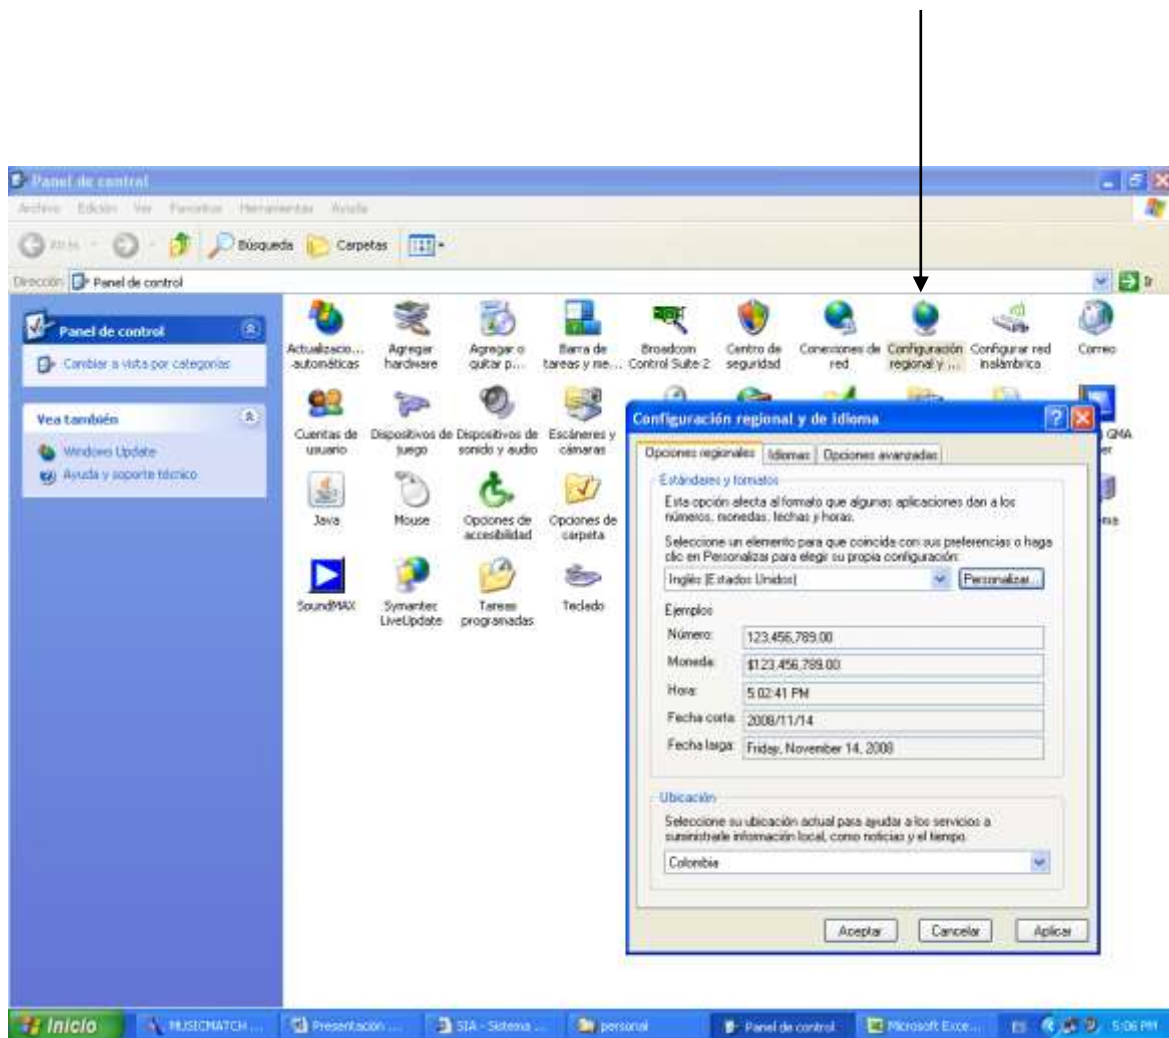 Panel de control
Archivo Edición Ver Favoritos Herramientas Ayuda
Atrás Búsqueda Carpetas
Dirección Panel de control Ir
Panel de control
Cambiar a vista por categorías
Vea también
Windows Update
Ayuda y soporte técnico
Actualizacio... automáticas
Agregar hardware
Agregar o quitar p...
Barra de tareas y me...
Broadcom Control Suite 2
Centro de seguridad
Conexiones de red
Configuración regional y ...
Configurar red inalámbrica
Correo
Cuentas de usuario
Dispositivos de juego
Dispositivos de sonido y audio
Escáneres y cámaras
GMA
Java
Mouse
Opciones de accesibilidad
Opciones de carpeta
SoundMAX
Symantec LiveUpdate
Tareas programadas
Teclado
Configuración regional y de idioma
Opciones regionales Idiomas Opciones avanzadas
Estándares y formatos
Esta opción afecta al formato que algunas aplicaciones dan a los
números, monedas, fechas y horas.
Seleccione un elemento para que coincida con sus preferencias o haga
clic en Personalizar para elegir su propia configuración:
Inglés (Estados Unidos) Personalizar...
Ejemplos
Número: 123,456,789.00
Moneda: $123,456,789.00
Hora: 5:02:41 PM
Fecha corta: 2008/11/14
Fecha larga: Friday, November 14, 2008
Ubicación
Seleccione su ubicación actual para ayudar a los servicios a
suministrarle información local, como noticias y el tiempo.
Colombia
Aceptar Cancelar Aplicar
Inicio MUSICMATCH ... Presentación ... SIA - Sistema ... personal Panel de control Microsoft Exce... 5:06 PM